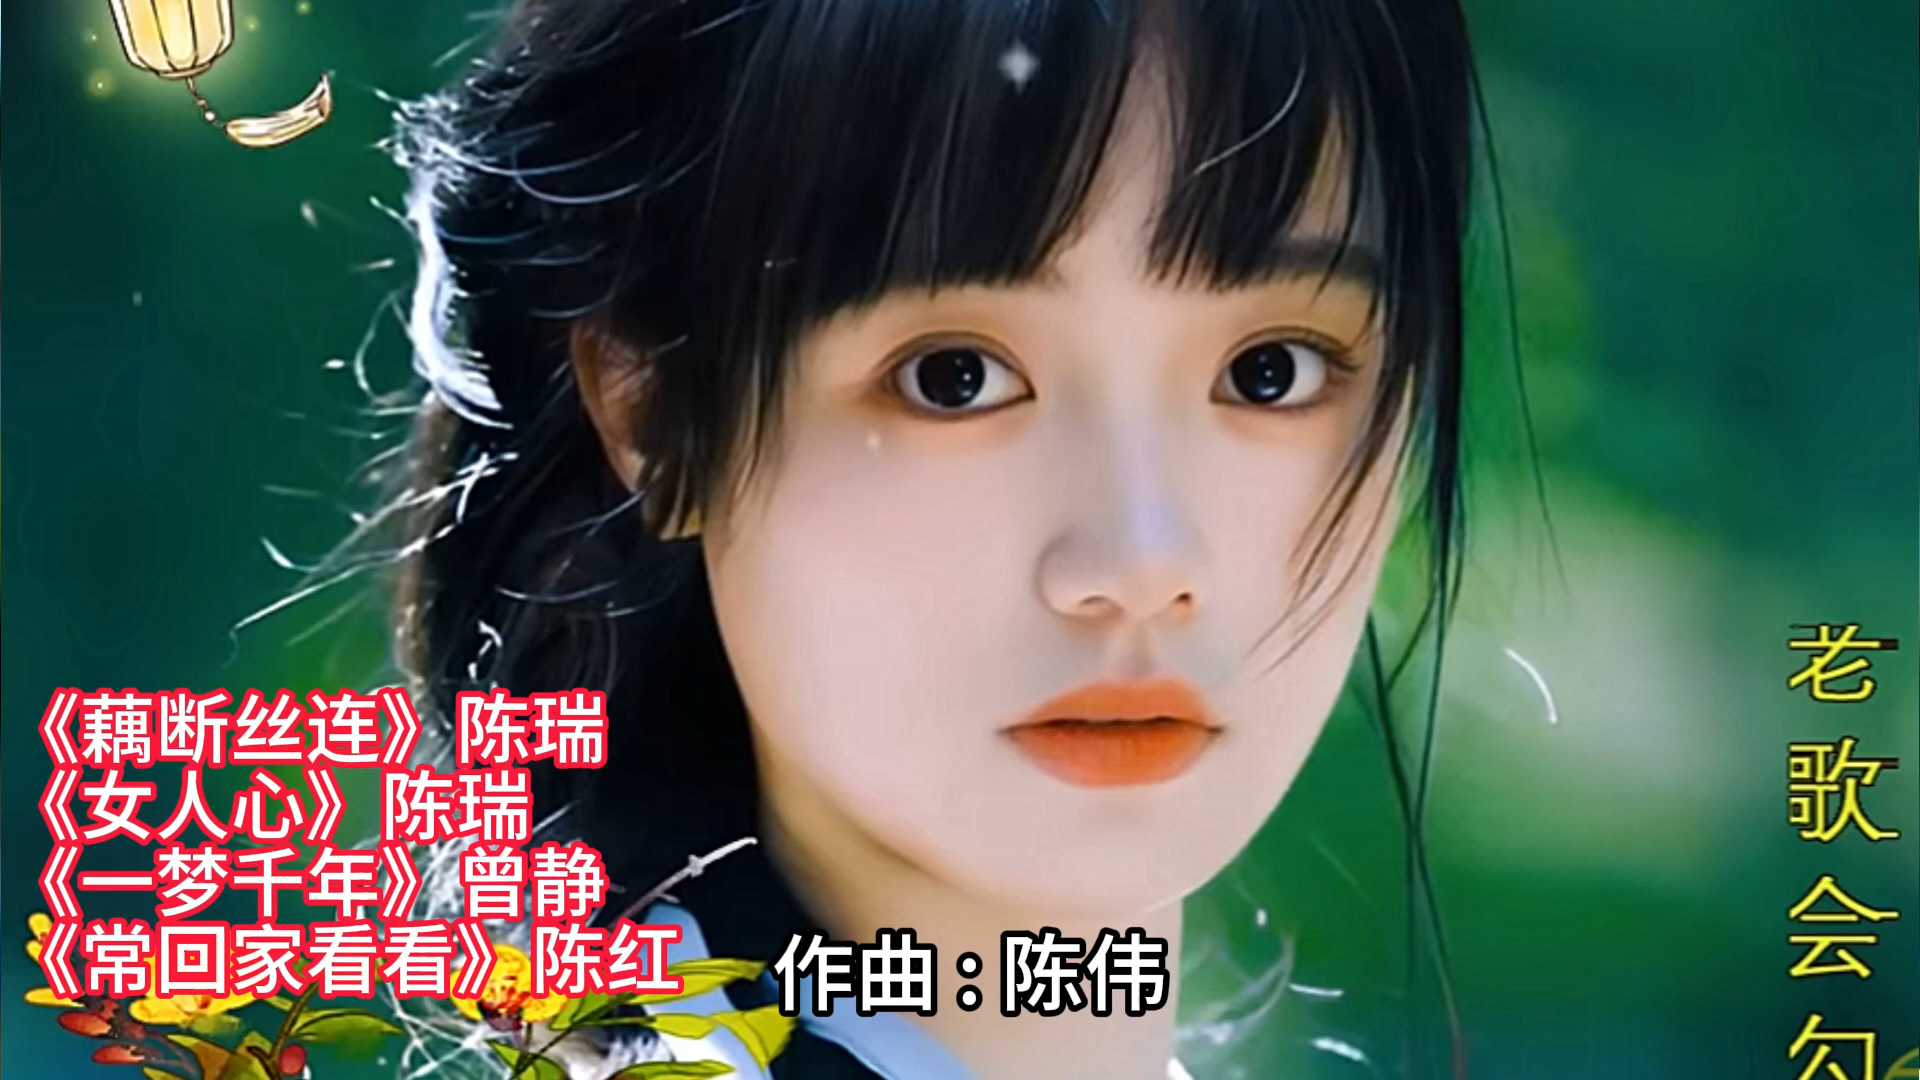 《藕断丝连》陈瑞
《女人心》陈瑞
《一梦千年》曾静
《常回家看看》陈红
作曲:陈伟
老歌会勾